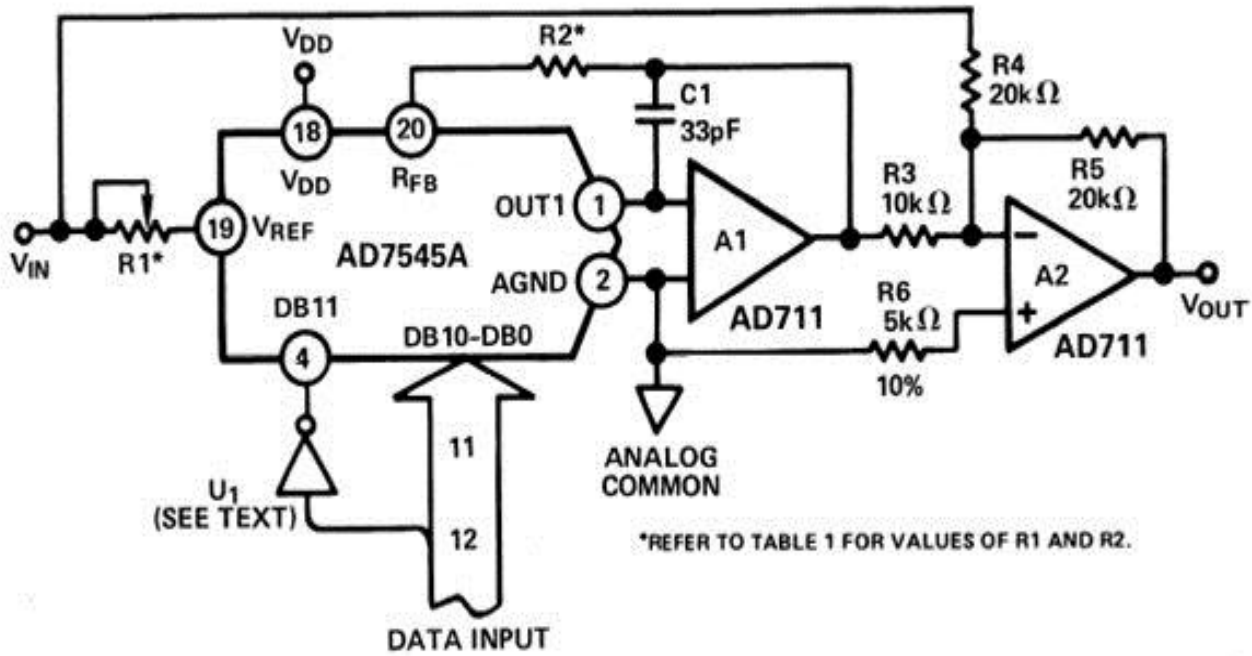 R2*
VDD
R4
20kΩ
C1
33pF
18
20
VDD
RFB
R5
20kΩ
R3
10kΩ
OUT1
1
19
VREF
VIN
R1*
A1
−
AD7545A
A2
AGND
2
R6
5kΩ
+
VOUT
DB11
AD711
AD711
DB10-DB0
4
10%
11
ANALOG
COMMON
U1
(SEE TEXT)
12
*REFER TO TABLE 1 FOR VALUES OF R1 AND R2.
DATA INPUT